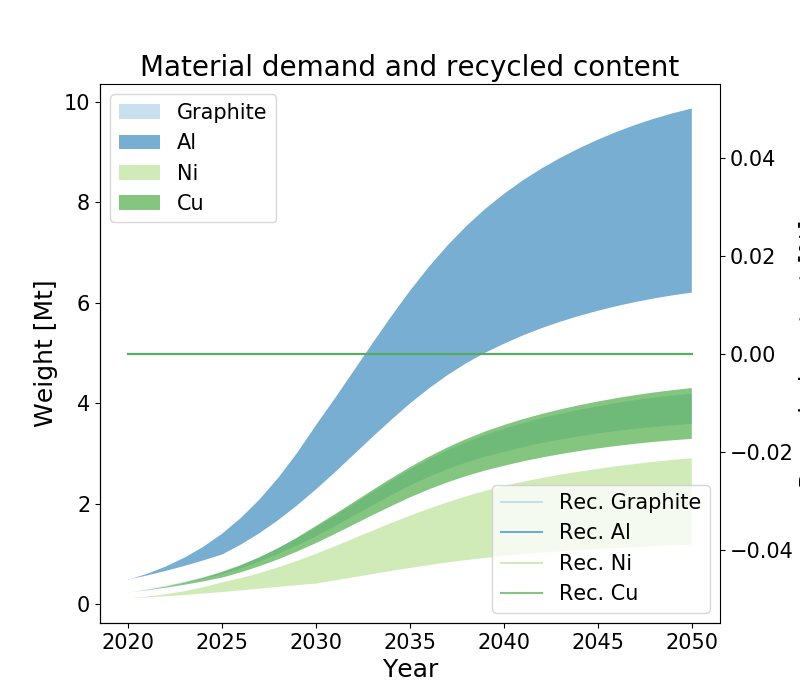 Material demand and recycled content
Graphite
Al
Ni
Cu
10
8
6
4
2
0
Weight [Mt]
0.04
0.02
0.00
−0.02
−0.04
Rec. Graphite
Rec. Al
Rec. Ni
Rec. Cu
2020 2025 2030 2035 2040 2045 2050
Year